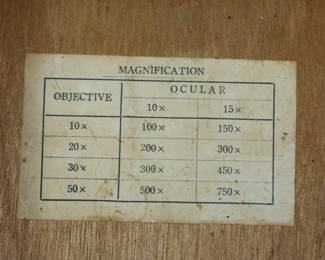 MAGNIFICATION
OBJECTIVE OCULAR
10× 15×
10× 100× 150×
20× 200× 300×
30× 300× 450×
50× 500× 750×